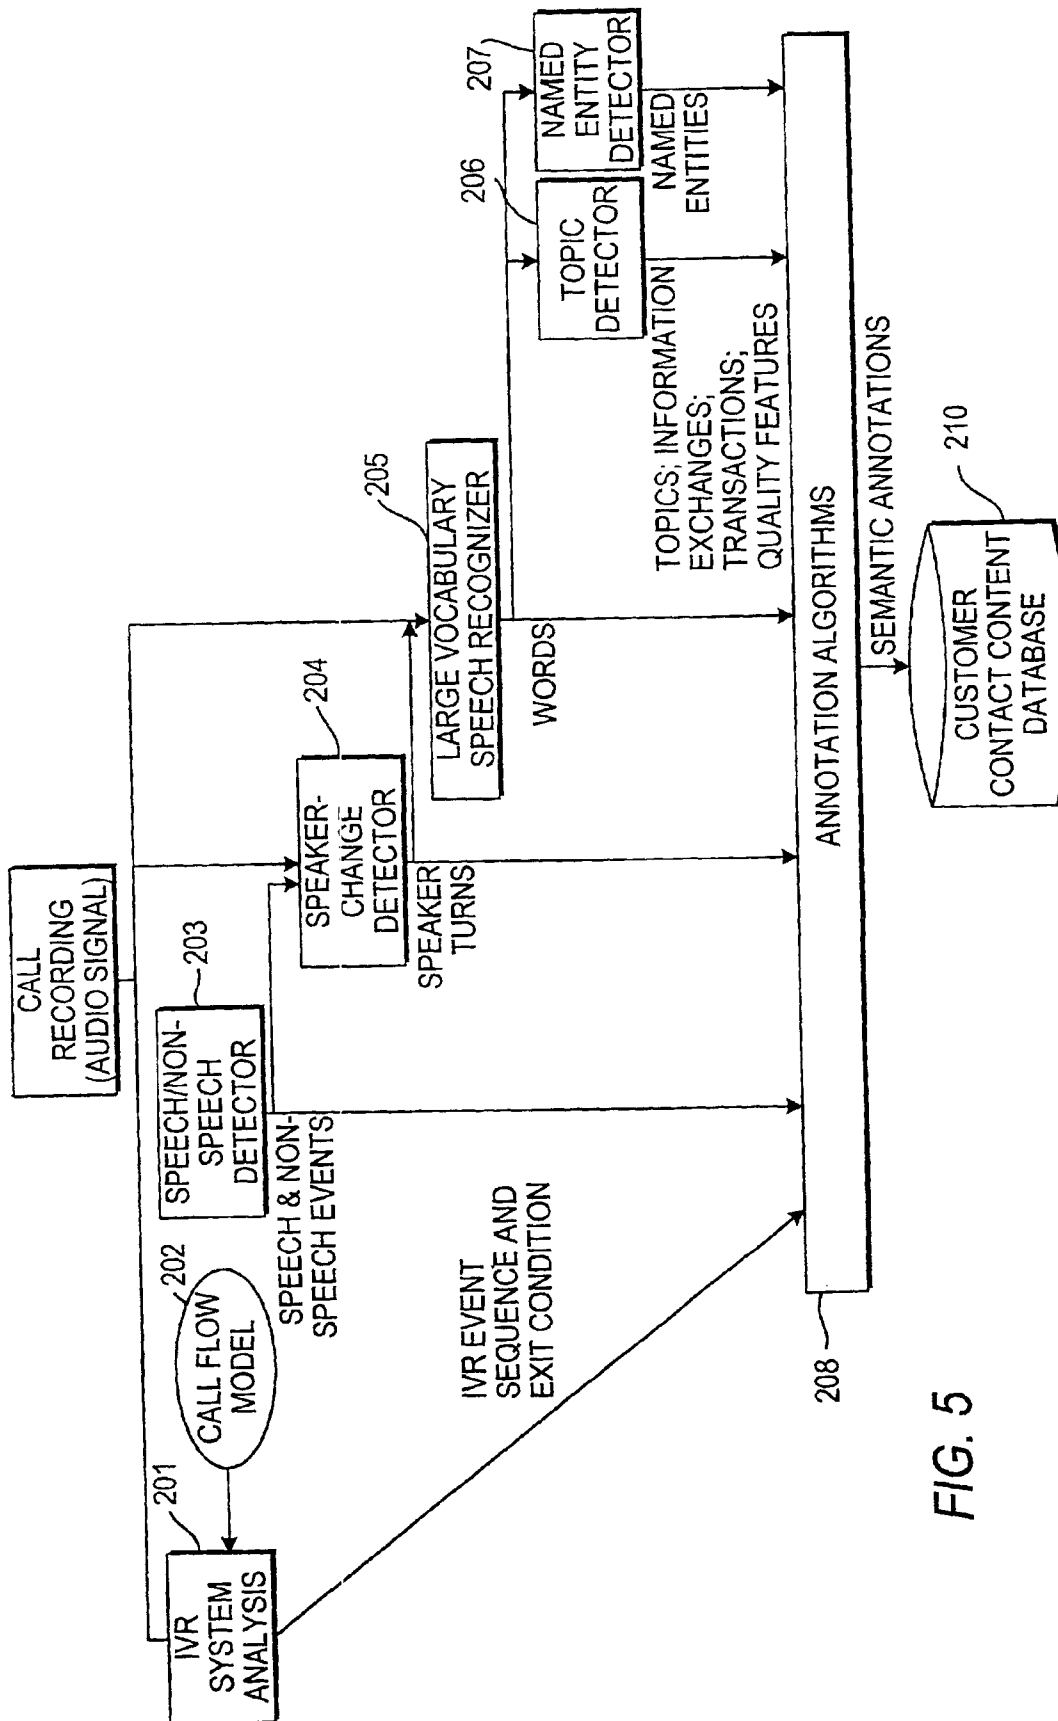 CALL
RECORDING
(AUDIO SIGNAL)
201
IVR
SYSTEM
ANALYSIS
202
CALL FLOW
MODEL
203
SPEECH/NON-
SPEECH
DETECTOR
SPEECH & NON-
SPEECH EVENTS
204
SPEAKER-
CHANGE
DETECTOR
SPEAKER
TURNS
205
LARGE VOCABULARY
SPEECH RECOGNIZER
WORDS
206
TOPIC
DETECTOR
TOPICS; INFORMATION
EXCHANGES;
TRANSACTIONS;
QUALITY FEATURES
207
NAMED
ENTITY
DETECTOR
NAMED
ENTITIES
IVR EVENT
SEQUENCE AND
EXIT CONDITION
208
ANNOTATION ALGORITHMS
SEMANTIC ANNOTATIONS
210
CUSTOMER
CONTACT CONTENT
DATABASE
FIG. 5